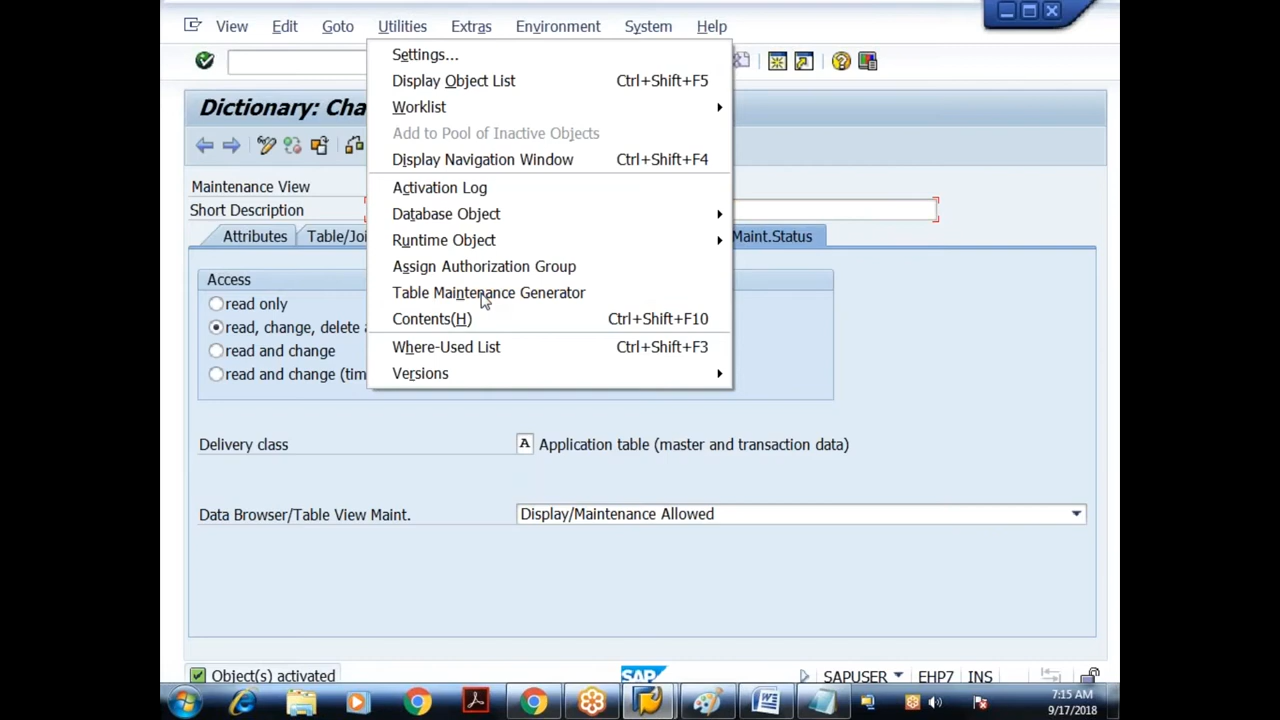 View Edit Goto Utilities Extras Environment System Help
Settings...
Display Object List Ctrl+Shift+F5
Worklist
Add to Pool of Inactive Objects
Display Navigation Window Ctrl+Shift+F4
Activation Log
Database Object
Runtime Object
Assign Authorization Group
Table Maintenance Generator
Contents(H) Ctrl+Shift+F10
Where-Used List Ctrl+Shift+F3
Versions
Dictionary: Cha
Maintenance View
Short Description
Attributes Table/Joi Maint.Status
Access
read only
read, change, delete
read and change
read and change (tim
Delivery class A Application table (master and transaction data)
Data Browser/Table View Maint. Display/Maintenance Allowed
Object(s) activated SAP SAPUSER EHP7 INS
7:15 AM
9/17/2018